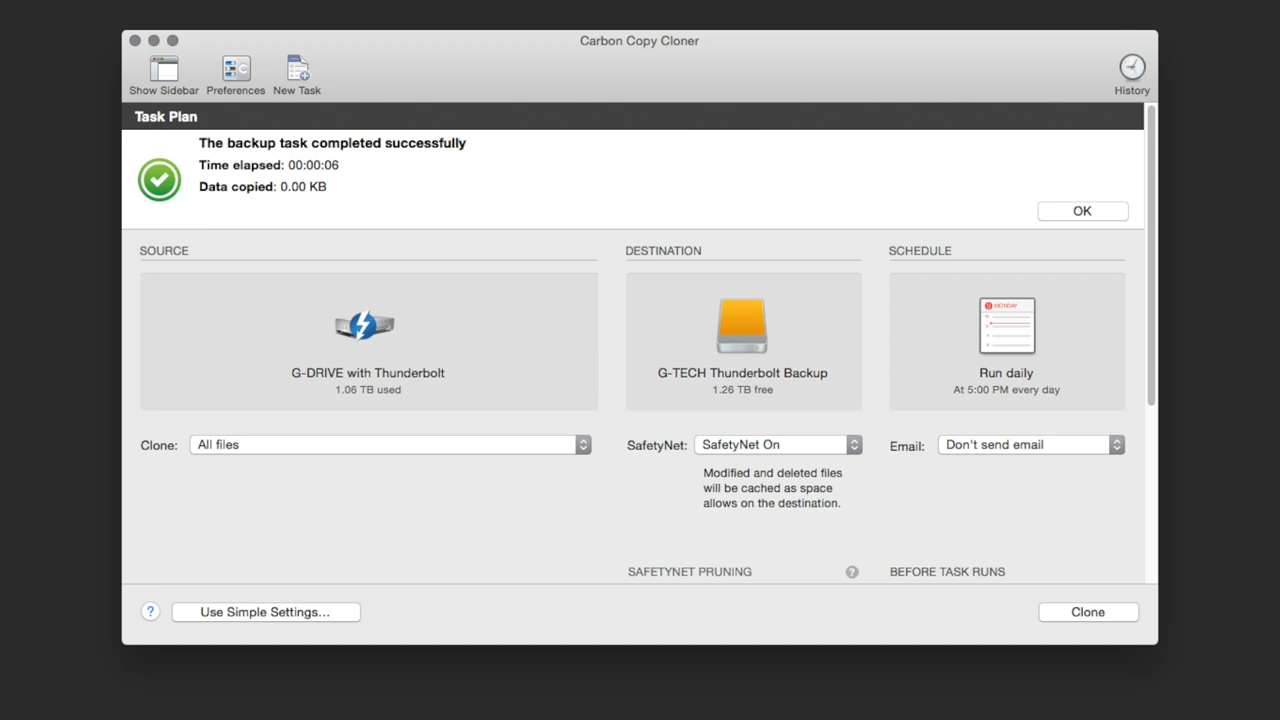 Carbon Copy Cloner
Show Sidebar
Preferences
New Task
History
Task Plan
The backup task completed successfully
Time elapsed: 00:00:06
Data copied: 0.00 KB
OK
SOURCE
DESTINATION
SCHEDULE
MONDAY
G-DRIVE with Thunderbolt
1.06 TB used
G-TECH Thunderbolt Backup
1.26 TB free
Run daily
At 5:00 PM every day
Clone: All files
SafetyNet: SafetyNet On
Modified and deleted files
will be cached as space
allows on the destination.
Email: Don't send email
SAFETYNET PRUNING
?
BEFORE TASK RUNS
?
Use Simple Settings...
Clone